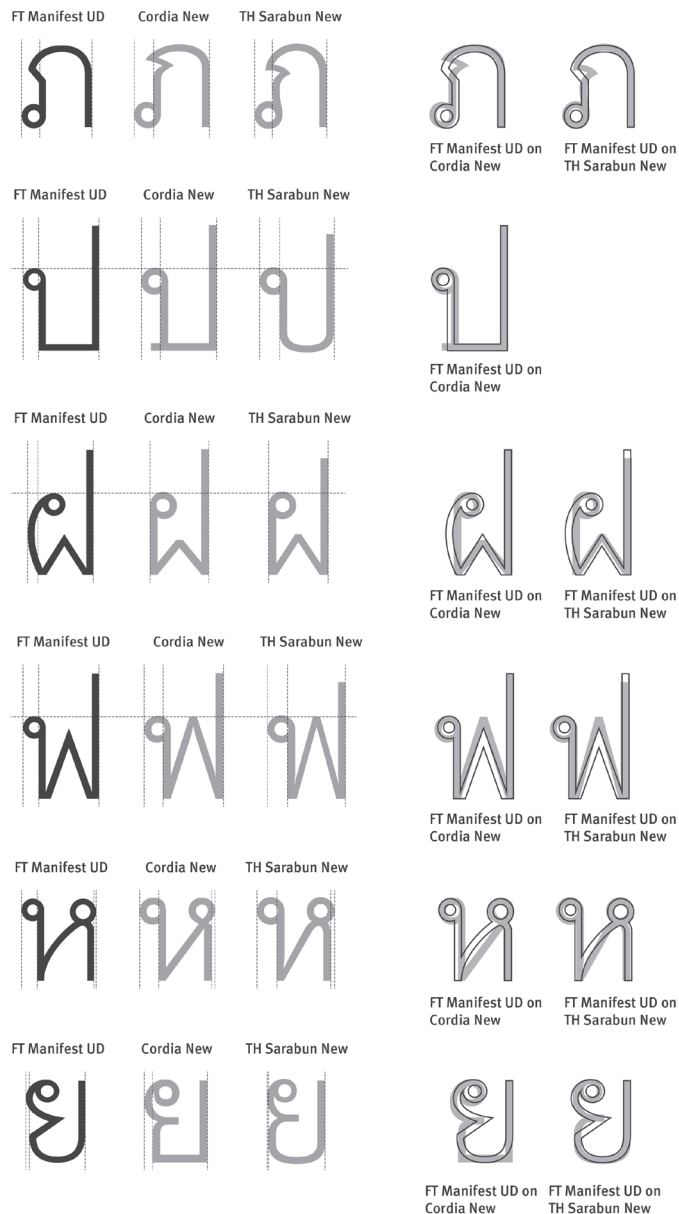 FT Manifest UD Cordia New TH Sarabun New
ภ ภ ภ ภ ภ
FT Manifest UD on FT Manifest UD on
Cordia New TH Sarabun New
FT Manifest UD Cordia New TH Sarabun New
ป ป ป ป
FT Manifest UD on
Cordia New
FT Manifest UD Cordia New TH Sarabun New
ฝ ฝ ฝ ฝ ฝ
FT Manifest UD on FT Manifest UD on
Cordia New TH Sarabun New
FT Manifest UD Cordia New TH Sarabun New
ฟ ฟ ฟ ฟ ฟ
FT Manifest UD on FT Manifest UD on
Cordia New TH Sarabun New
FT Manifest UD Cordia New TH Sarabun New
ห ห ห ห ห
FT Manifest UD on FT Manifest UD on
Cordia New TH Sarabun New
FT Manifest UD Cordia New TH Sarabun New
ย ย ย ย ย
FT Manifest UD on FT Manifest UD on
Cordia New TH Sarabun New